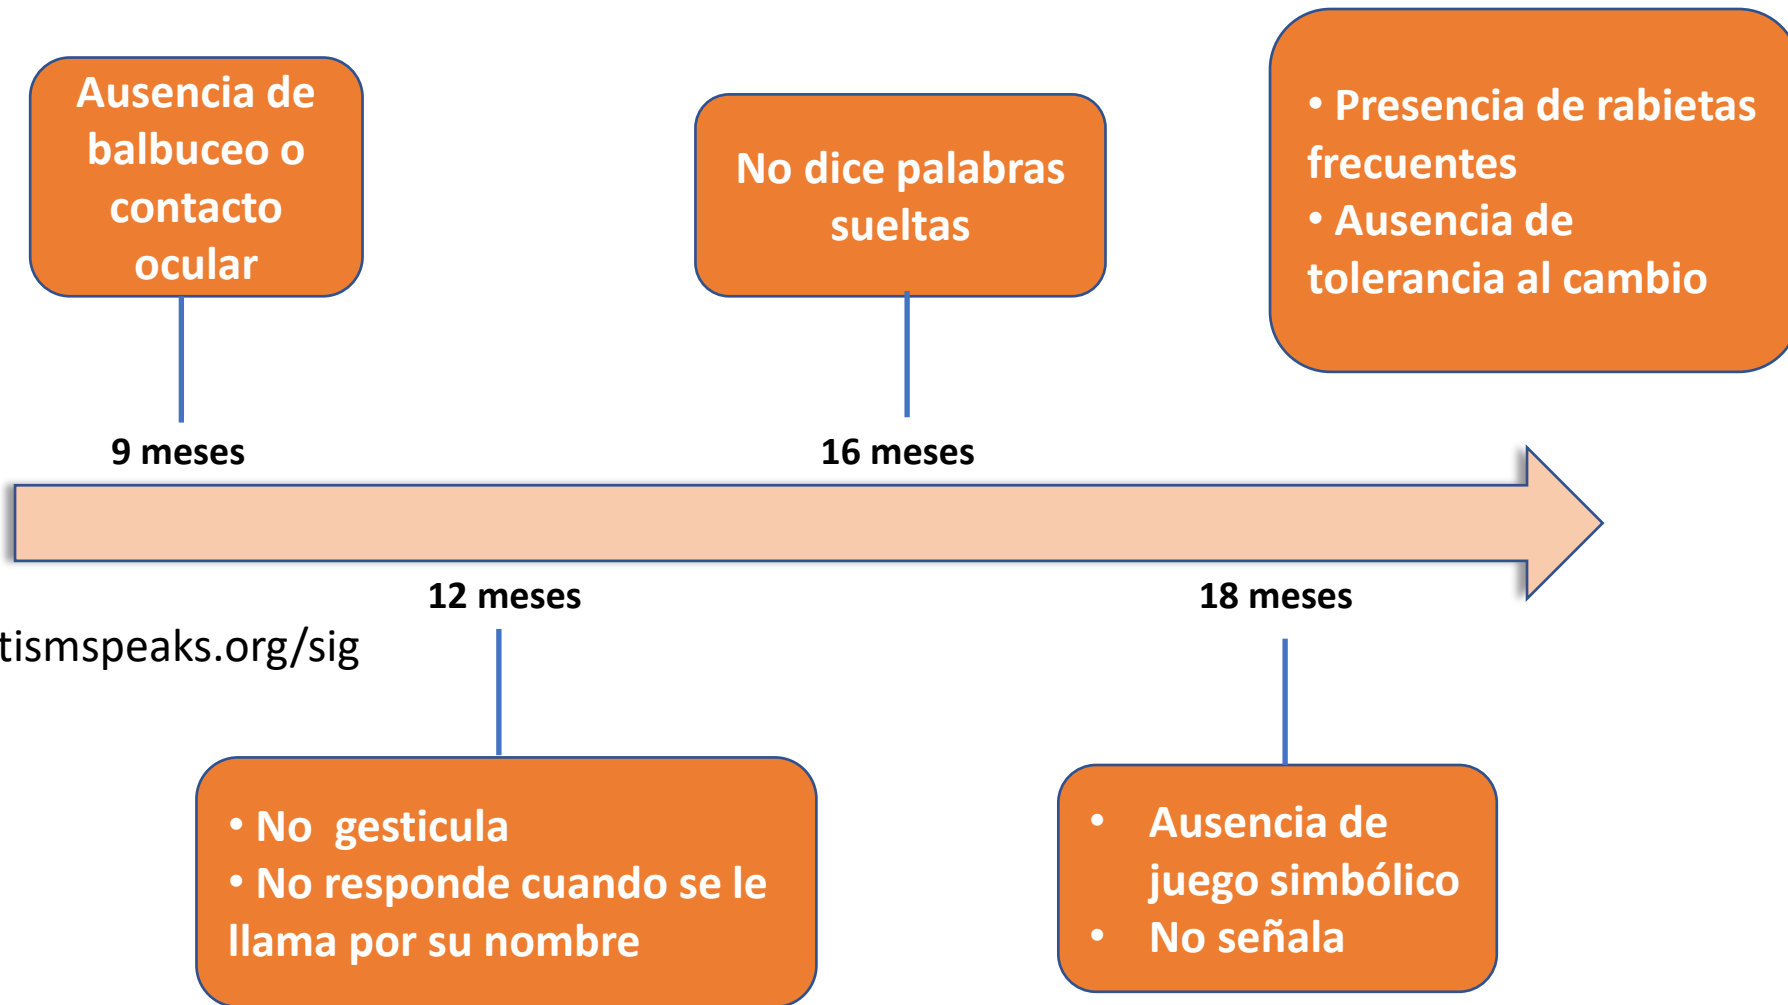 Ausencia de
balbuceo o
contacto
ocular
No dice palabras
sueltas
• Presencia de rabietas
frecuentes
• Ausencia de
tolerancia al cambio
9 meses
16 meses
12 meses
18 meses
tismspeaks.org/sig
• No  gesticula
• No responde cuando se le
llama por su nombre
• Ausencia de
juego simbólico
• No señala